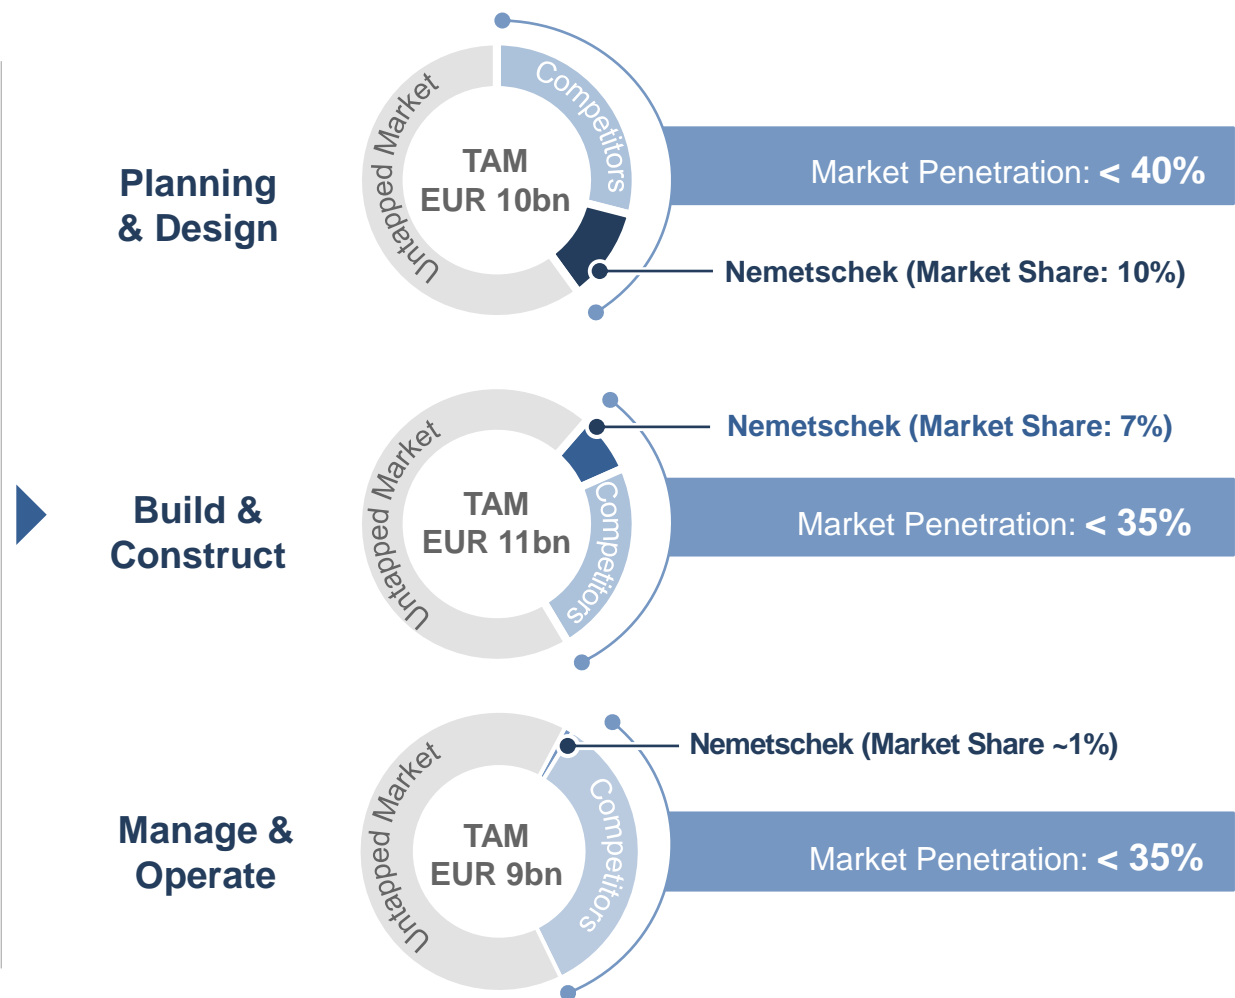 Planning
& Design
Untapped Market
Competitors
TAM
EUR 10bn
Market Penetration: < 40%
Nemetschek (Market Share: 10%)
Build &
Construct
Untapped Market
Competitors
TAM
EUR 11bn
Nemetschek (Market Share: 7%)
Market Penetration: < 35%
Manage &
Operate
Untapped Market
Competitors
TAM
EUR 9bn
Nemetschek (Market Share ~1%)
Market Penetration: < 35%